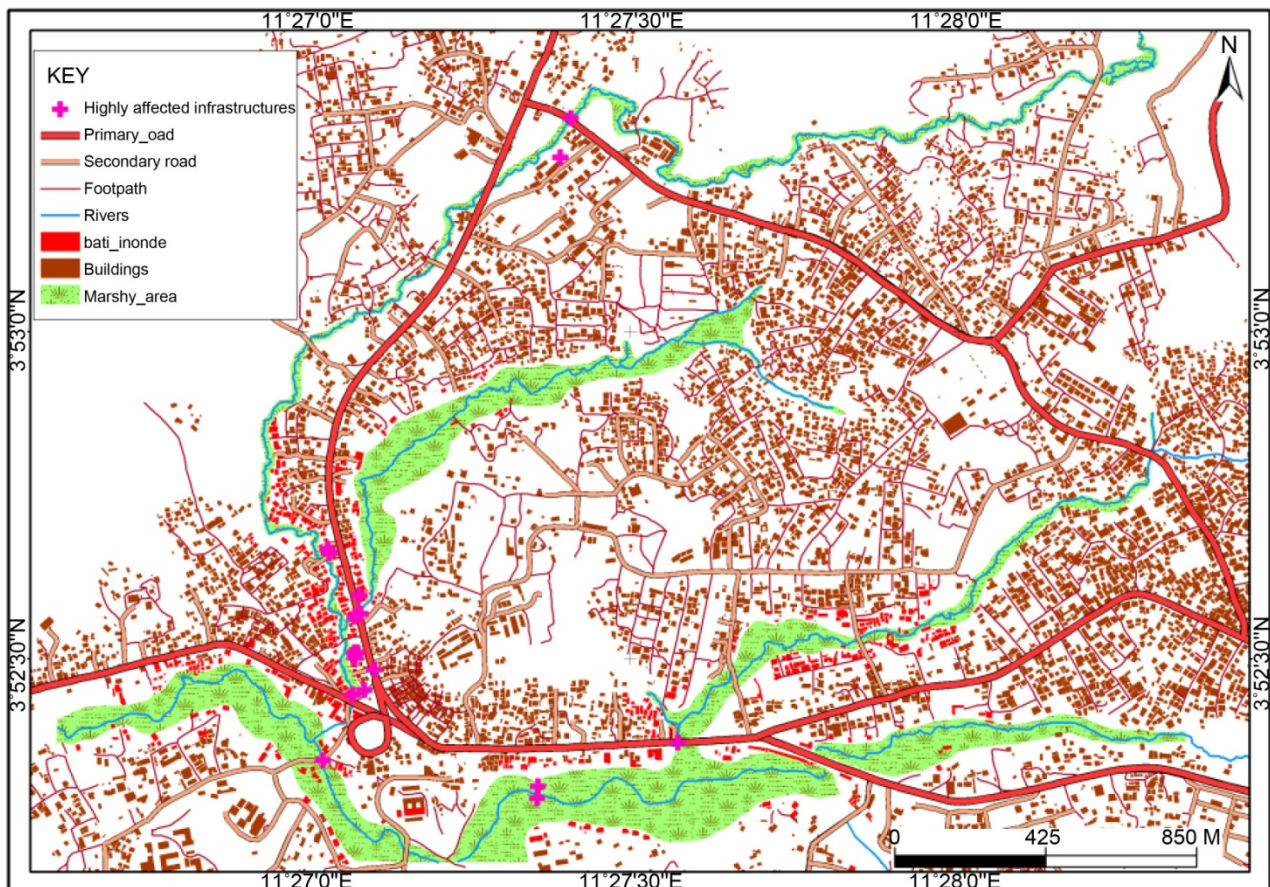 11°27'0"E 11°27'30"E 11°28'0"E
N
KEY
Highly affected infrastructures
Primary_oad
Secondary road
Footpath
Rivers
bati_inonde
Buildings
Marshy_area
3°53'0"N 3°53'0"N
3°52'30"N 3°52'30"N
0 425 850 M
11°27'0"E 11°27'30"E 11°28'0"E